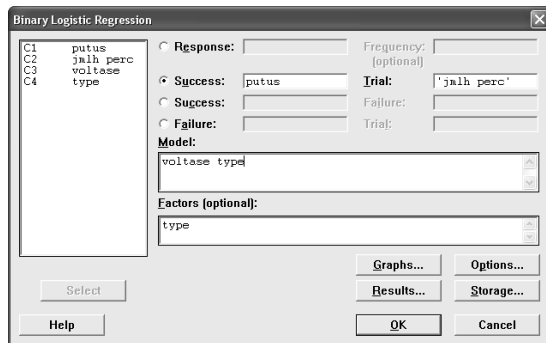 Binary Logistic Regression
C1 putus
C2 jmlh perc
C3 voltase
C4 type
Response:
Frequency:
(optional)
Success: putus
Trial: 'jmlh perc'
Success:
Failure:
Failure:
Trial:
Model:
voltase type
Factors (optional):
type
Graphs...
Options...
Select
Results...
Storage...
Help
OK
Cancel